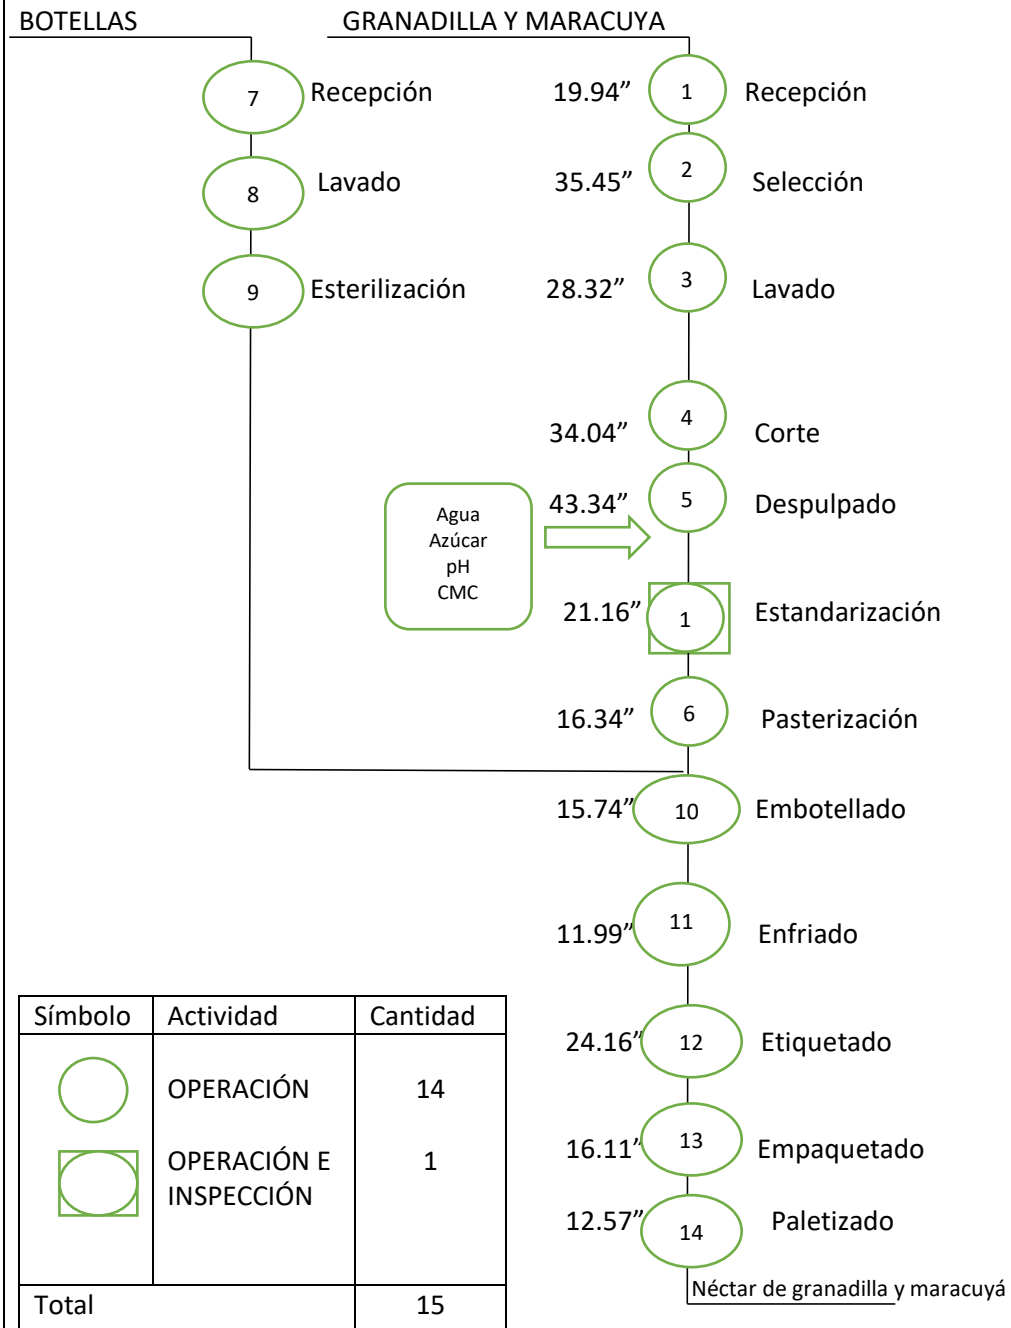 BOTELLAS
GRANADILLA Y MARACUYA
7 Recepción
8 Lavado
9 Esterilización
19.94” 1 Recepción
35.45” 2 Selección
28.32” 3 Lavado
34.04” 4 Corte
43.34” 5 Despulpado
Agua
Azúcar
pH
CMC
21.16” 1 Estandarización
16.34” 6 Pasterización
15.74” 10 Embotellado
11.99” 11 Enfriado
24.16” 12 Etiquetado
16.11” 13 Empaquetado
12.57” 14 Paletizado
Néctar de granadilla y maracuyá
Símbolo Actividad Cantidad
OPERACIÓN 14
OPERACIÓN E 1
INSPECCIÓN
Total 15